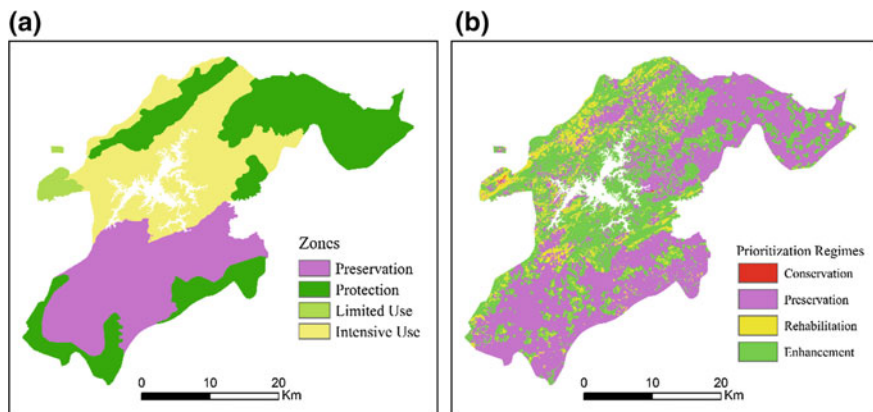 (a)
Zones
Preservation
Protection
Limited Use
Intensive Use
0 10 20
Km
(b)
Prioritization Regimes
Conservation
Preservation
Rehabilitation
Enhancement
0 10 20
Km